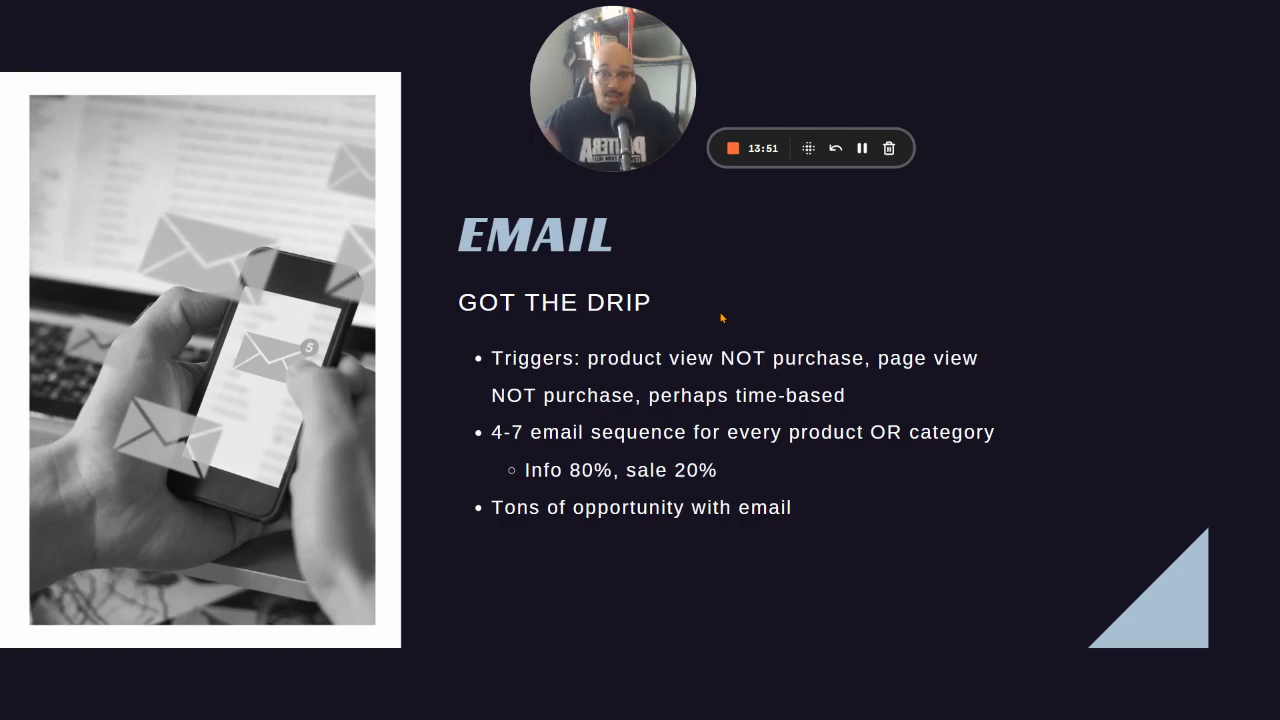 13:51
EMAIL
GOT THE DRIP
• Triggers: product view NOT purchase, page view
NOT purchase, perhaps time-based
• 4-7 email sequence for every product OR category
○ Info 80%, sale 20%
• Tons of opportunity with email
5